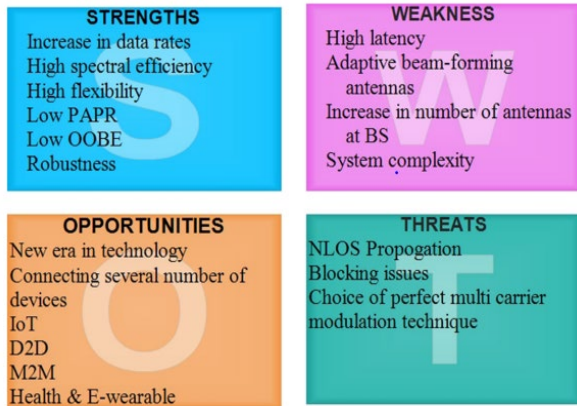 STRENGTHS
Increase in data rates
High spectral efficiency
High flexibility
Low PAPR
Low OOBE
Robustness
S
WEAKNESS
High latency
Adaptive beam-forming
antennas
Increase in number of antennas
at BS
System complexity
W
OPPORTUNITIES
New era in technology
Connecting several number of
devices
IoT
D2D
M2M
Health & E-wearable
O
THREATS
NLOS Propogation
Blocking issues
Choice of perfect multi carrier
modulation technique
T